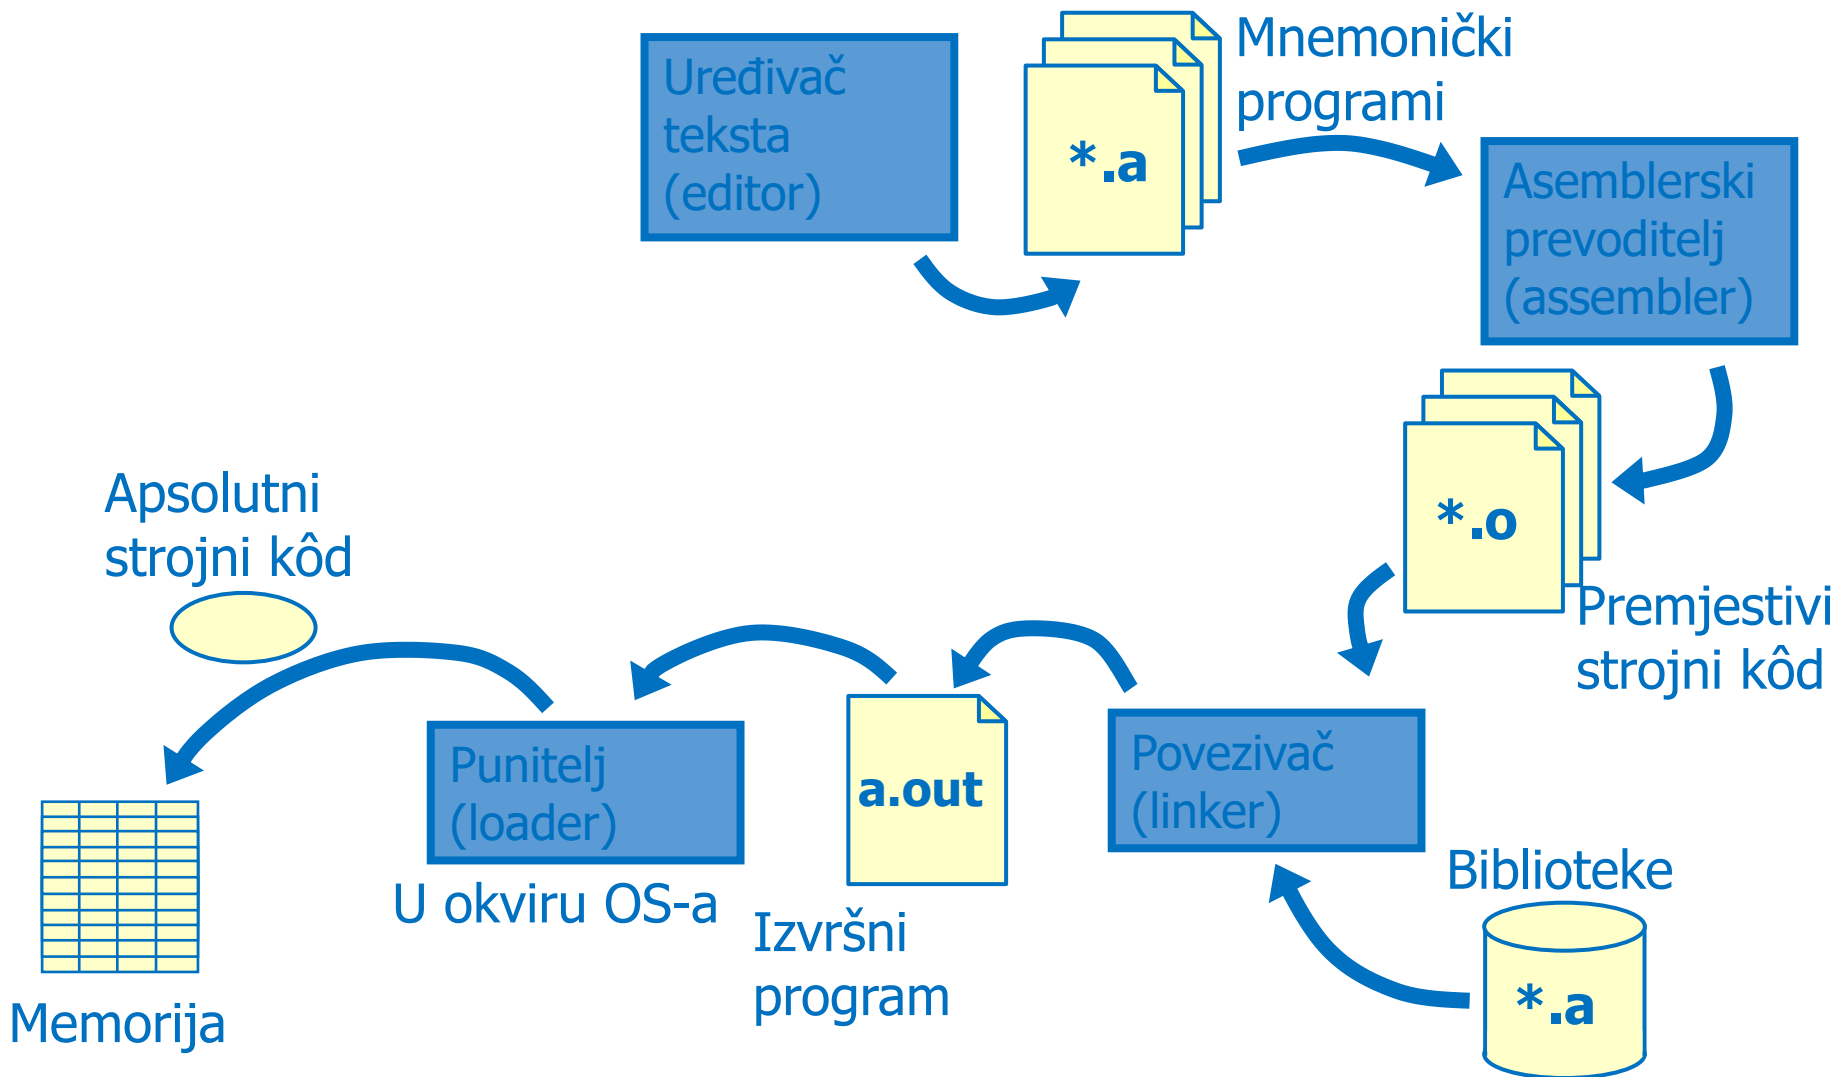 Uređivač
teksta
(editor)
*.a
Mnemonički
programi
Asemblerski
prevoditelj
(assembler)
*.o
Premjestivi
strojni kôd
Povezivač
(linker)
Biblioteke
*.a
a.out
Izvršni
program
Punitelj
(loader)
U okviru OS-a
Apsolutni
strojni kôd
Memorija